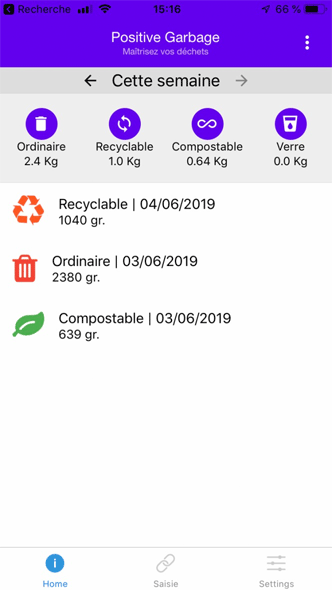 Recherche 15:16 66 %
Positive Garbage
Maîtrisez vos déchets
Cette semaine
Ordinaire Recyclable Compostable Verre
2.4 Kg 1.0 Kg 0.64 Kg 0.0 Kg
Recyclable | 04/06/2019
1040 gr.
Ordinaire | 03/06/2019
2380 gr.
Compostable | 03/06/2019
639 gr.
Home Saisie Settings